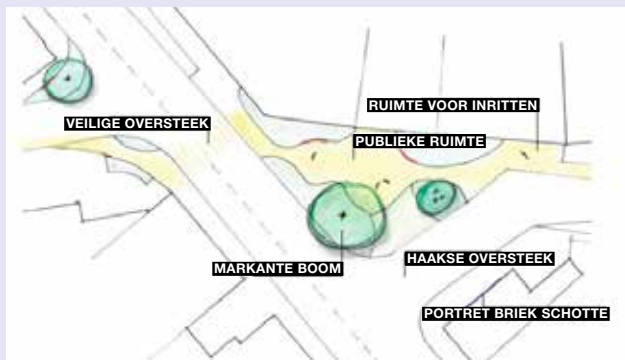 RUIMTE VOOR INRITTEN
VEILIGE OVERSTEEK
PUBLIEKE RUIMTE
HAAKSE OVERSTEEK
MARKANTE BOOM
PORTRET BRIEK SCHOTTE